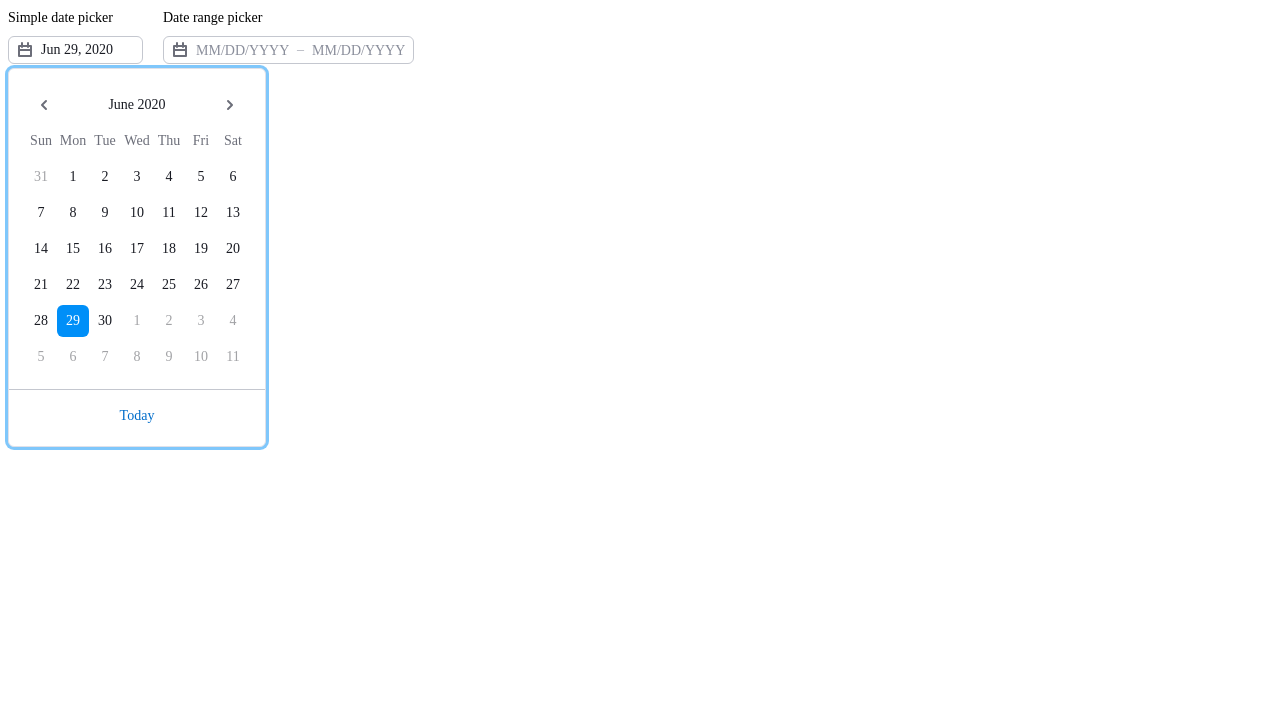 Simple date picker Date range picker
Jun 29, 2020 MM/DD/YYYY – MM/DD/YYYY
June 2020
Sun Mon Tue Wed Thu Fri Sat
31 1 2 3 4 5 6
7 8 9 10 11 12 13
14 15 16 17 18 19 20
21 22 23 24 25 26 27
28 29 30 1 2 3 4
5 6 7 8 9 10 11
Today